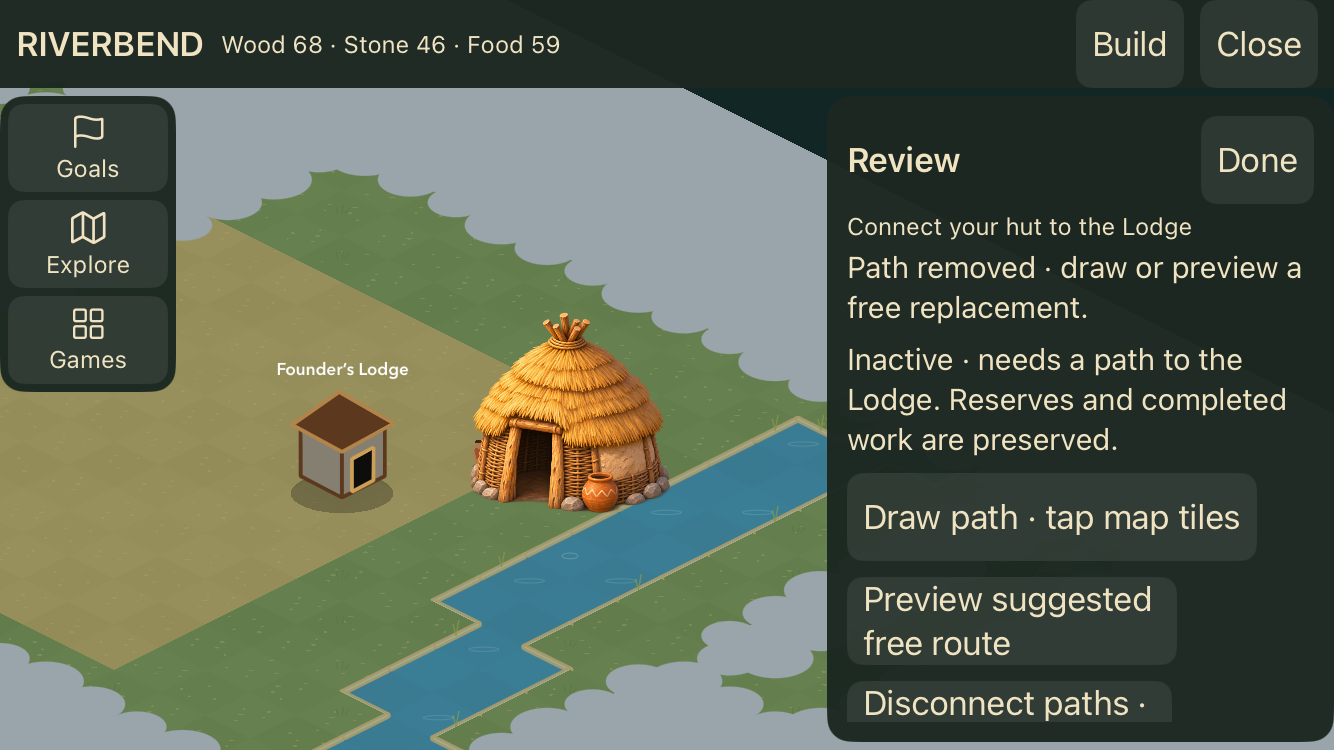 RIVERBEND Wood 68 · Stone 46 · Food 59 Build Close
Goals
Explore
Games
Founder's Lodge
Review Done
Connect your hut to the Lodge
Path removed · draw or preview a
free replacement.
Inactive · needs a path to the
Lodge. Reserves and completed
work are preserved.
Draw path · tap map tiles
Preview suggested
free route
Disconnect paths ·